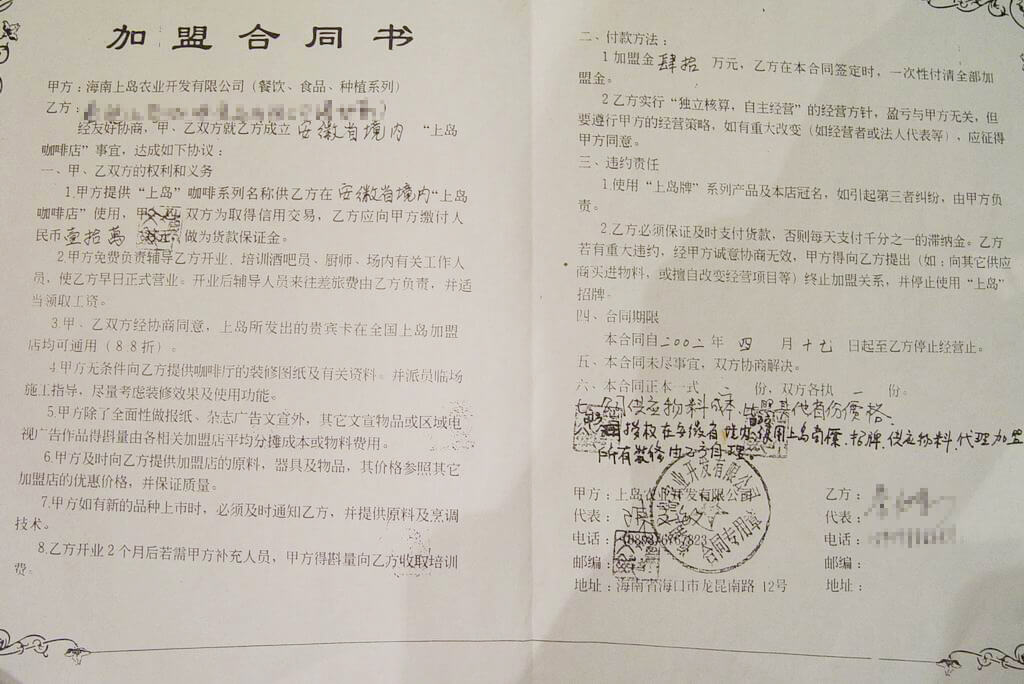 加盟合同书
甲方：海南上岛农业开发有限公司（餐饮、食品、种植系列）
乙方：
经友好协商，甲、乙双方就乙方成立 安徽省境内 “上岛
咖啡店”事宜，达成如下协议：
一、甲、乙双方的权利和义务
1.甲方提供“上岛”咖啡系列名称供乙方在 安徽省境内“上岛
咖啡店”使用，甲 双方为取得信用交易，乙方应向甲方缴付人
民币 壹拾萬 做为货款保证金。
2.甲方免费负责辅导乙方开业、培训酒吧员、厨师、场内有关工作人
员，使乙方早日正式营业。开业后辅导人员来往差旅费由乙方负责，并适
当领取工资。
3.甲、乙双方经协商同意，上岛所发出的贵宾卡在全国上岛加盟
店均可通用（8.8折）。
4.甲方无条件向乙方提供咖啡厅的装修图纸及有关资料。并派员临场
施工指导，尽量考虑装修效果及使用功能。
5.甲方除了全面性做报纸、杂志广告文宣外，其它文宣物品或区域电
视广告作品得斟量由各相关加盟店平均分摊成本或物料费用。
6.甲方及时向乙方提供加盟店的原料，器具及物品，其价格参照其它
加盟店的优惠价格，并保证质量。
7.甲方如有新的品种上市时，必须及时通知乙方，并提供原料及烹调
技术。
8.乙方开业2个月后若需甲方补充人员，甲方得斟量向乙方收取培训
费。
二、付款方法：
1加盟金 肆拾 万元，乙方在本合同签定时，一次性付清全部加
盟金。
2乙方实行“独立核算，自主经营”的经营方针，盈亏与甲方无关，但
要遵行甲方的经营策略，如有重大改变（如经营者或法人代表等），应征得
甲方同意。
三、违约责任
1.使用“上岛牌”系列产品及本店冠名，如引起第三者纠纷，由甲方负
责。
2.乙方必须保证及时支付货款，否则每天支付千分之一的滞纳金。乙方
若有重大违约，经甲方诚意协商无效，甲方得向乙方提出（如：向其它供应
商买进物料，或擅自改变经营项目等）终止加盟关系，并停止使用“上岛”
招牌。
四、合同期限
本合同自2002年 四 月 十七 日起至乙方停止经营止。
五、本合同未尽事宜，双方协商解决。
六、本合同正本一式 二 份，双方各执 一 份。
七、 供应物料成本、 其他省份价格
授权在安徽省 使用上岛商标、招牌、供应物料、代理加盟
所有装修由乙方自理。
甲方：上岛农业开发有限公司
乙方：
代表：
代表：
电话：
电话：
邮编：
邮编：
地址：海南省海口市龙昆南路 12号
地址：
农业开发有限公司
合同专用章